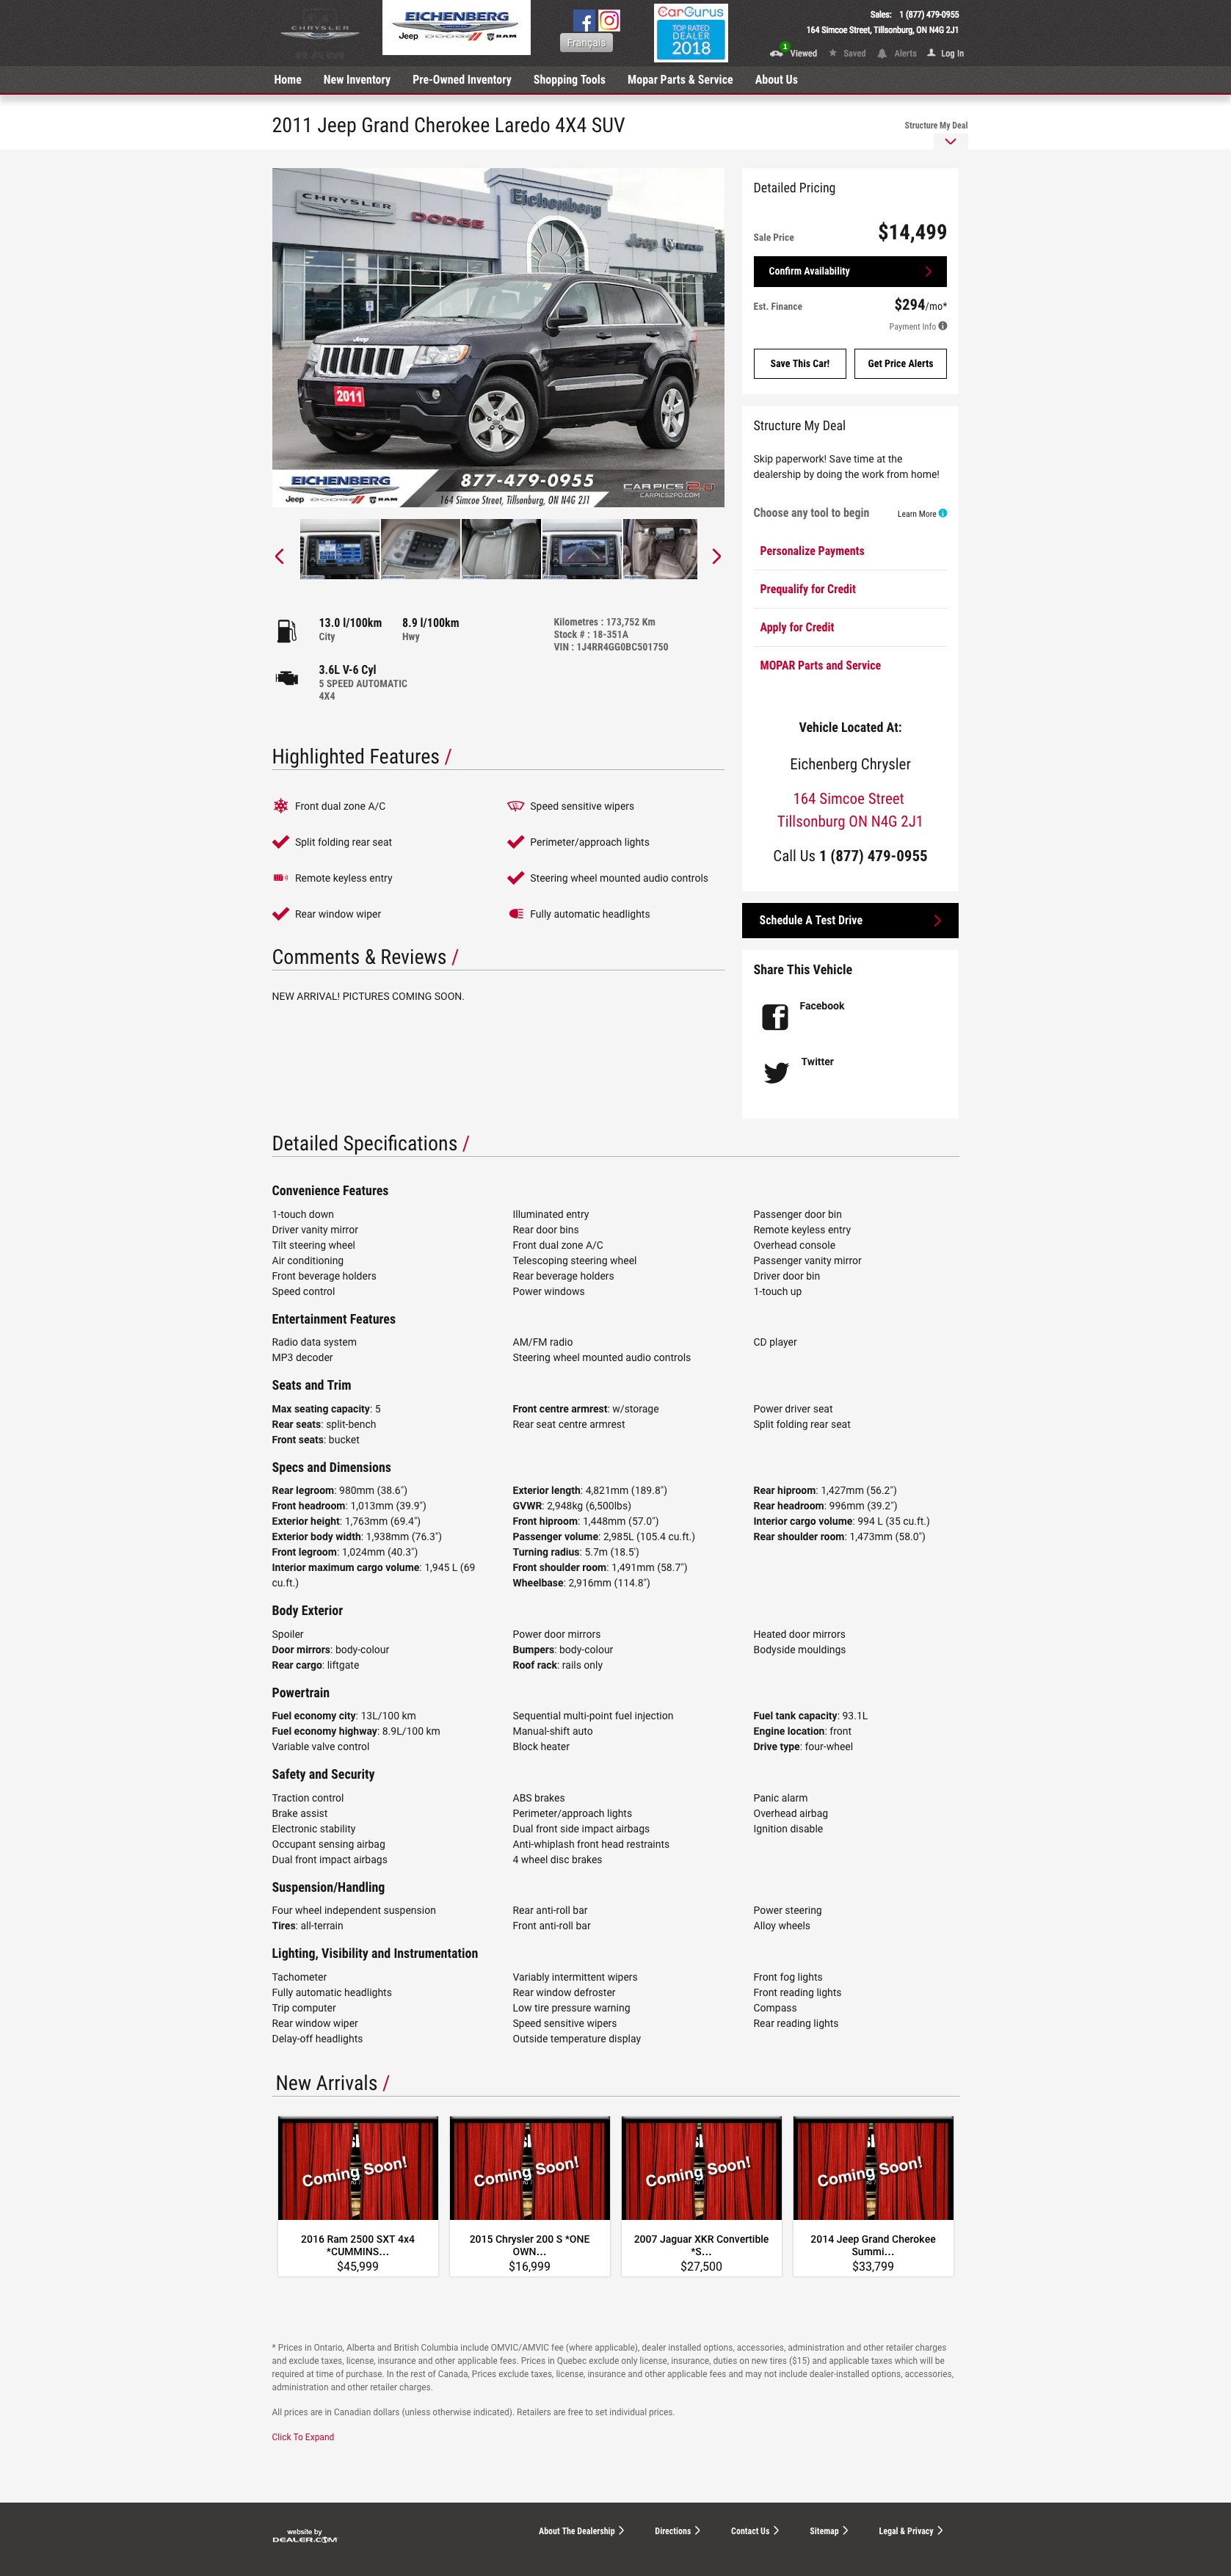 CHRYSLER
EICHENBERG
Jeep DODGE RAM
Français
CarGurus
TOP RATED
DEALER
2018
Sales: 1 (877) 479-0955
164 Simcoe Street, Tillsonburg, ON N4G 2J1
1 Viewed Saved Alerts Log In
Home New Inventory Pre-Owned Inventory Shopping Tools Mopar Parts & Service About Us
2011 Jeep Grand Cherokee Laredo 4X4 SUV
Structure My Deal
CHRYSLER DODGE Eichenberg Jeep RAM
Jeep
2011
EICHENBERG
Jeep DODGE RAM
877-479-0955
164 Simcoe Street, Tillsonburg, ON N4G 2J1
CARPICS2.0
CARPICS2PO.COM
13.0 l/100km 8.9 l/100km
City Hwy
3.6L V-6 Cyl
5 SPEED AUTOMATIC
4X4
Kilometres : 173,752 Km
Stock # : 18-351A
VIN : 1J4RR4GG0BC501750
Highlighted Features /
Front dual zone A/C Speed sensitive wipers
Split folding rear seat Perimeter/approach lights
Remote keyless entry Steering wheel mounted audio controls
Rear window wiper Fully automatic headlights
Comments & Reviews /
NEW ARRIVAL! PICTURES COMING SOON.
Detailed Pricing
Sale Price $14,499
Confirm Availability
Est. Finance $294/mo*
Payment Info
Save This Car! Get Price Alerts
Structure My Deal
Skip paperwork! Save time at the
dealership by doing the work from home!
Choose any tool to begin Learn More
Personalize Payments
Prequalify for Credit
Apply for Credit
MOPAR Parts and Service
Vehicle Located At:
Eichenberg Chrysler
164 Simcoe Street
Tillsonburg ON N4G 2J1
Call Us 1 (877) 479-0955
Schedule A Test Drive
Share This Vehicle
Facebook
Twitter
Detailed Specifications /
Convenience Features
1-touch down Illuminated entry Passenger door bin
Driver vanity mirror Rear door bins Remote keyless entry
Tilt steering wheel Front dual zone A/C Overhead console
Air conditioning Telescoping steering wheel Passenger vanity mirror
Front beverage holders Rear beverage holders Driver door bin
Speed control Power windows 1-touch up
Entertainment Features
Radio data system AM/FM radio CD player
MP3 decoder Steering wheel mounted audio controls
Seats and Trim
Max seating capacity: 5 Front centre armrest: w/storage Power driver seat
Rear seats: split-bench Rear seat centre armrest Split folding rear seat
Front seats: bucket
Specs and Dimensions
Rear legroom: 980mm (38.6") Exterior length: 4,821mm (189.8") Rear hiproom: 1,427mm (56.2")
Front headroom: 1,013mm (39.9") GVWR: 2,948kg (6,500lbs) Rear headroom: 996mm (39.2")
Exterior height: 1,763mm (69.4") Front hiproom: 1,448mm (57.0") Interior cargo volume: 994 L (35 cu.ft.)
Exterior body width: 1,938mm (76.3") Passenger volume: 2,985L (105.4 cu.ft.) Rear shoulder room: 1,473mm (58.0")
Front legroom: 1,024mm (40.3") Turning radius: 5.7m (18.5')
Interior maximum cargo volume: 1,945 L (69 Front shoulder room: 1,491mm (58.7")
cu.ft.) Wheelbase: 2,916mm (114.8")
Body Exterior
Spoiler Power door mirrors Heated door mirrors
Door mirrors: body-colour Bumpers: body-colour Bodyside mouldings
Rear cargo: liftgate Roof rack: rails only
Powertrain
Fuel economy city: 13L/100 km Sequential multi-point fuel injection Fuel tank capacity: 93.1L
Fuel economy highway: 8.9L/100 km Manual-shift auto Engine location: front
Variable valve control Block heater Drive type: four-wheel
Safety and Security
Traction control ABS brakes Panic alarm
Brake assist Perimeter/approach lights Overhead airbag
Electronic stability Dual front side impact airbags Ignition disable
Occupant sensing airbag Anti-whiplash front head restraints
Dual front impact airbags 4 wheel disc brakes
Suspension/Handling
Four wheel independent suspension Rear anti-roll bar Power steering
Tires: all-terrain Front anti-roll bar Alloy wheels
Lighting, Visibility and Instrumentation
Tachometer Variably intermittent wipers Front fog lights
Fully automatic headlights Rear window defroster Front reading lights
Trip computer Low tire pressure warning Compass
Rear window wiper Speed sensitive wipers Rear reading lights
Delay-off headlights Outside temperature display
New Arrivals /
Coming Soon! Coming Soon! Coming Soon! Coming Soon!
2016 Ram 2500 SXT 4x4 2015 Chrysler 200 S *ONE 2007 Jaguar XKR Convertible 2014 Jeep Grand Cherokee
*CUMMINS... OWN... *S... Summi...
$45,999 $16,999 $27,500 $33,799
* Prices in Ontario, Alberta and British Columbia include OMVIC/AMVIC fee (where applicable), dealer installed options, accessories, administration and other retailer charges
and exclude taxes, license, insurance and other applicable fees. Prices in Quebec exclude only license, insurance, duties on new tires ($15) and applicable taxes which will be
required at time of purchase. In the rest of Canada, Prices exclude taxes, license, insurance and other applicable fees and may not include dealer-installed options, accessories,
administration and other retailer charges.
All prices are in Canadian dollars (unless otherwise indicated). Retailers are free to set individual prices.
Click To Expand
website by
DEALER.COM
About The Dealership Directions Contact Us Sitemap Legal & Privacy